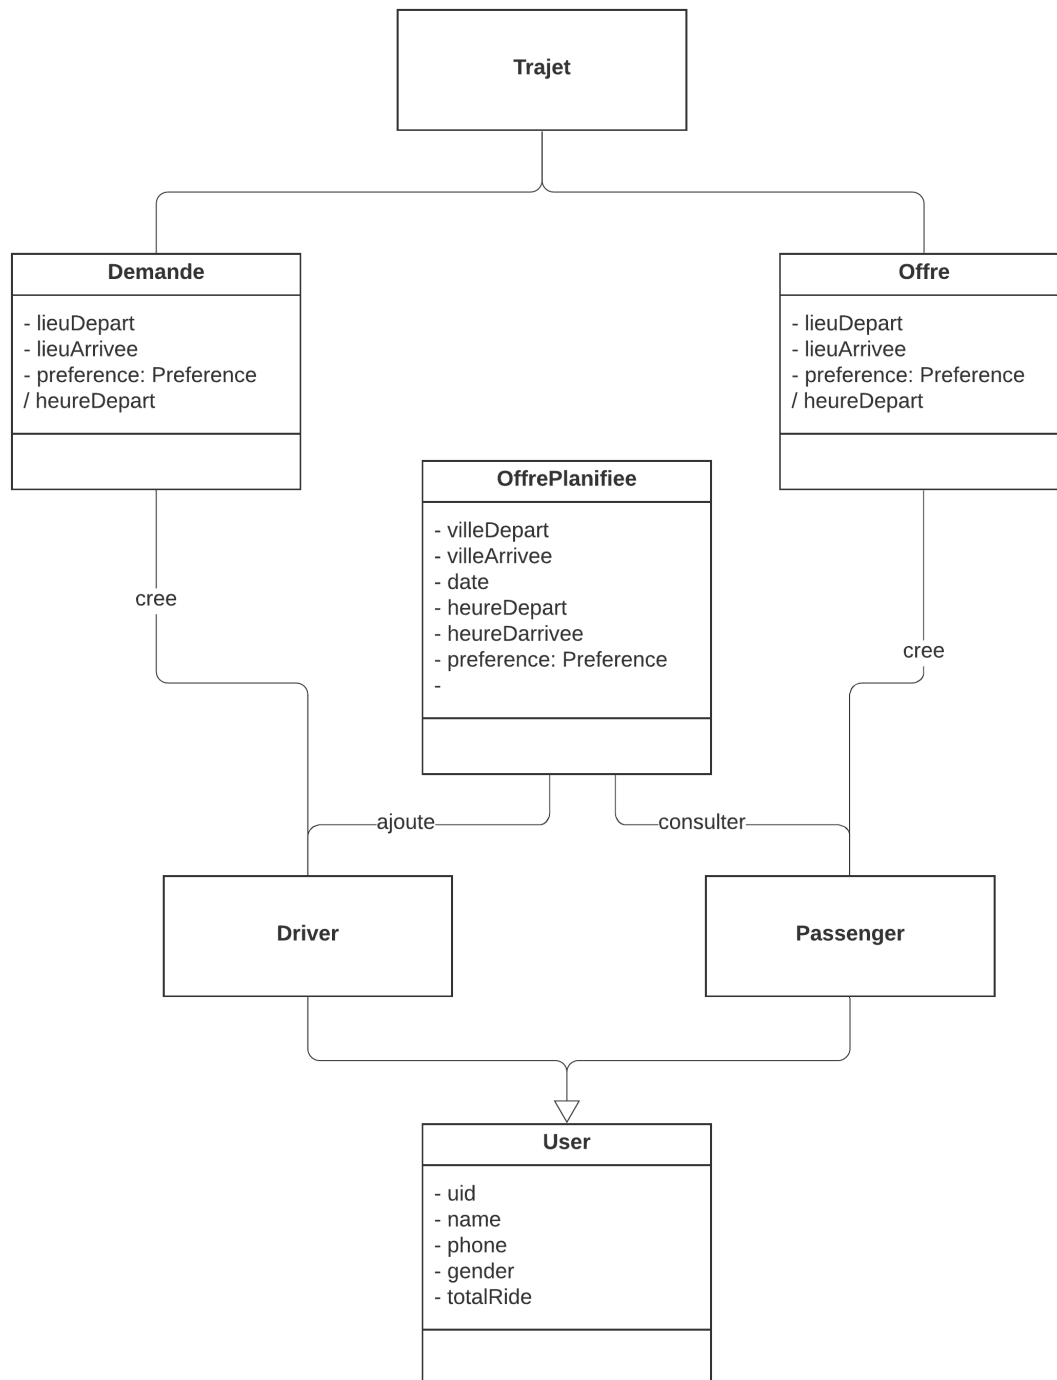 Trajet
Demande
- lieuDepart
- lieuArrivee
- preference: Preference
/ heureDepart
Offre
- lieuDepart
- lieuArrivee
- preference: Preference
/ heureDepart
OffrePlanifiee
- villeDepart
- villeArrivee
- date
- heureDepart
- heureDarrivee
- preference: Preference
-
cree
cree
ajoute
consulter
Driver
Passenger
User
- uid
- name
- phone
- gender
- totalRide